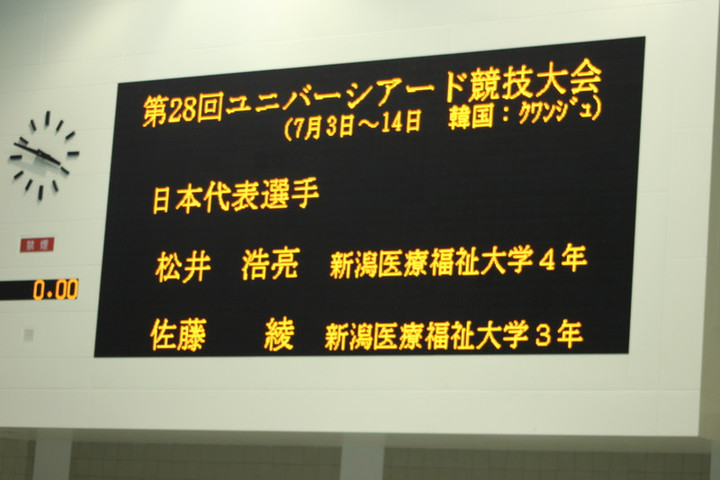 第28回ユニバーシアード競技大会
(7月3日～14日 韓国：ｸﾜﾝｼﾞｭ)
日本代表選手
松井 浩亮 新潟医療福祉大学４年
佐藤 綾 新潟医療福祉大学３年
禁煙
0.00